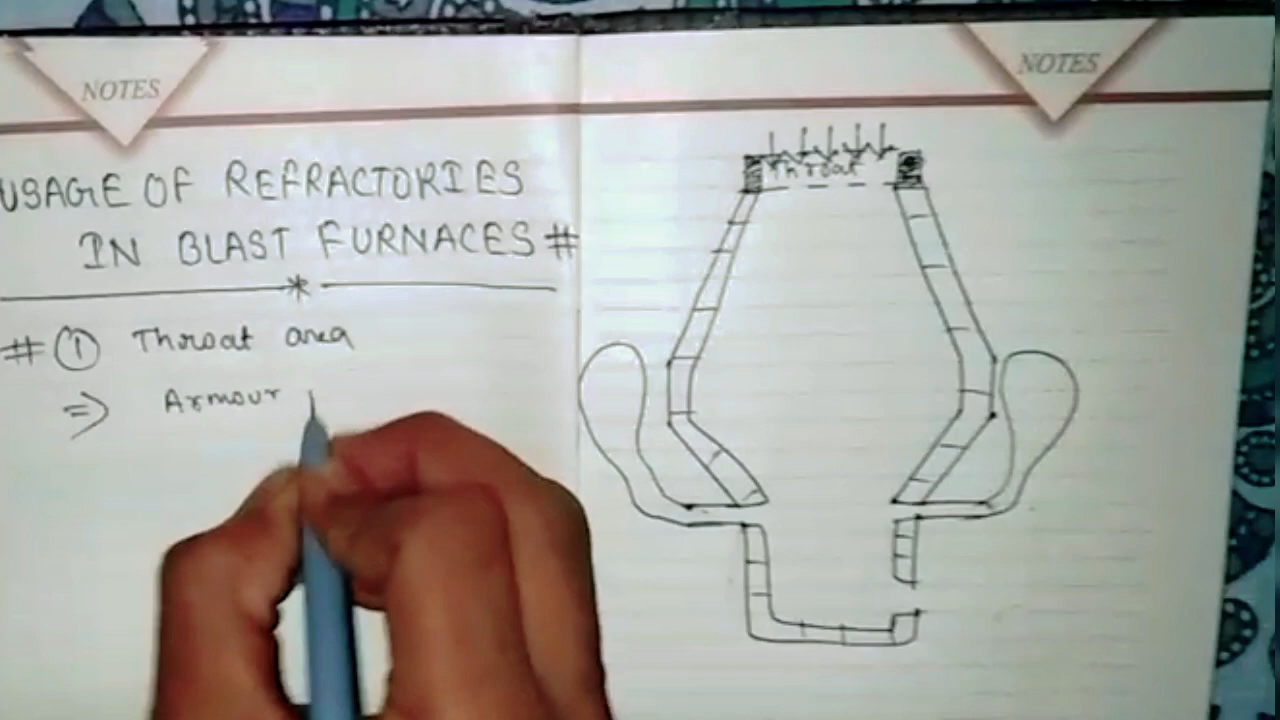 NOTES
NOTES
USAGE OF REFRACTORIES
IN BLAST FURNACES #
# ① Throat area
⇒ Armour
Throat